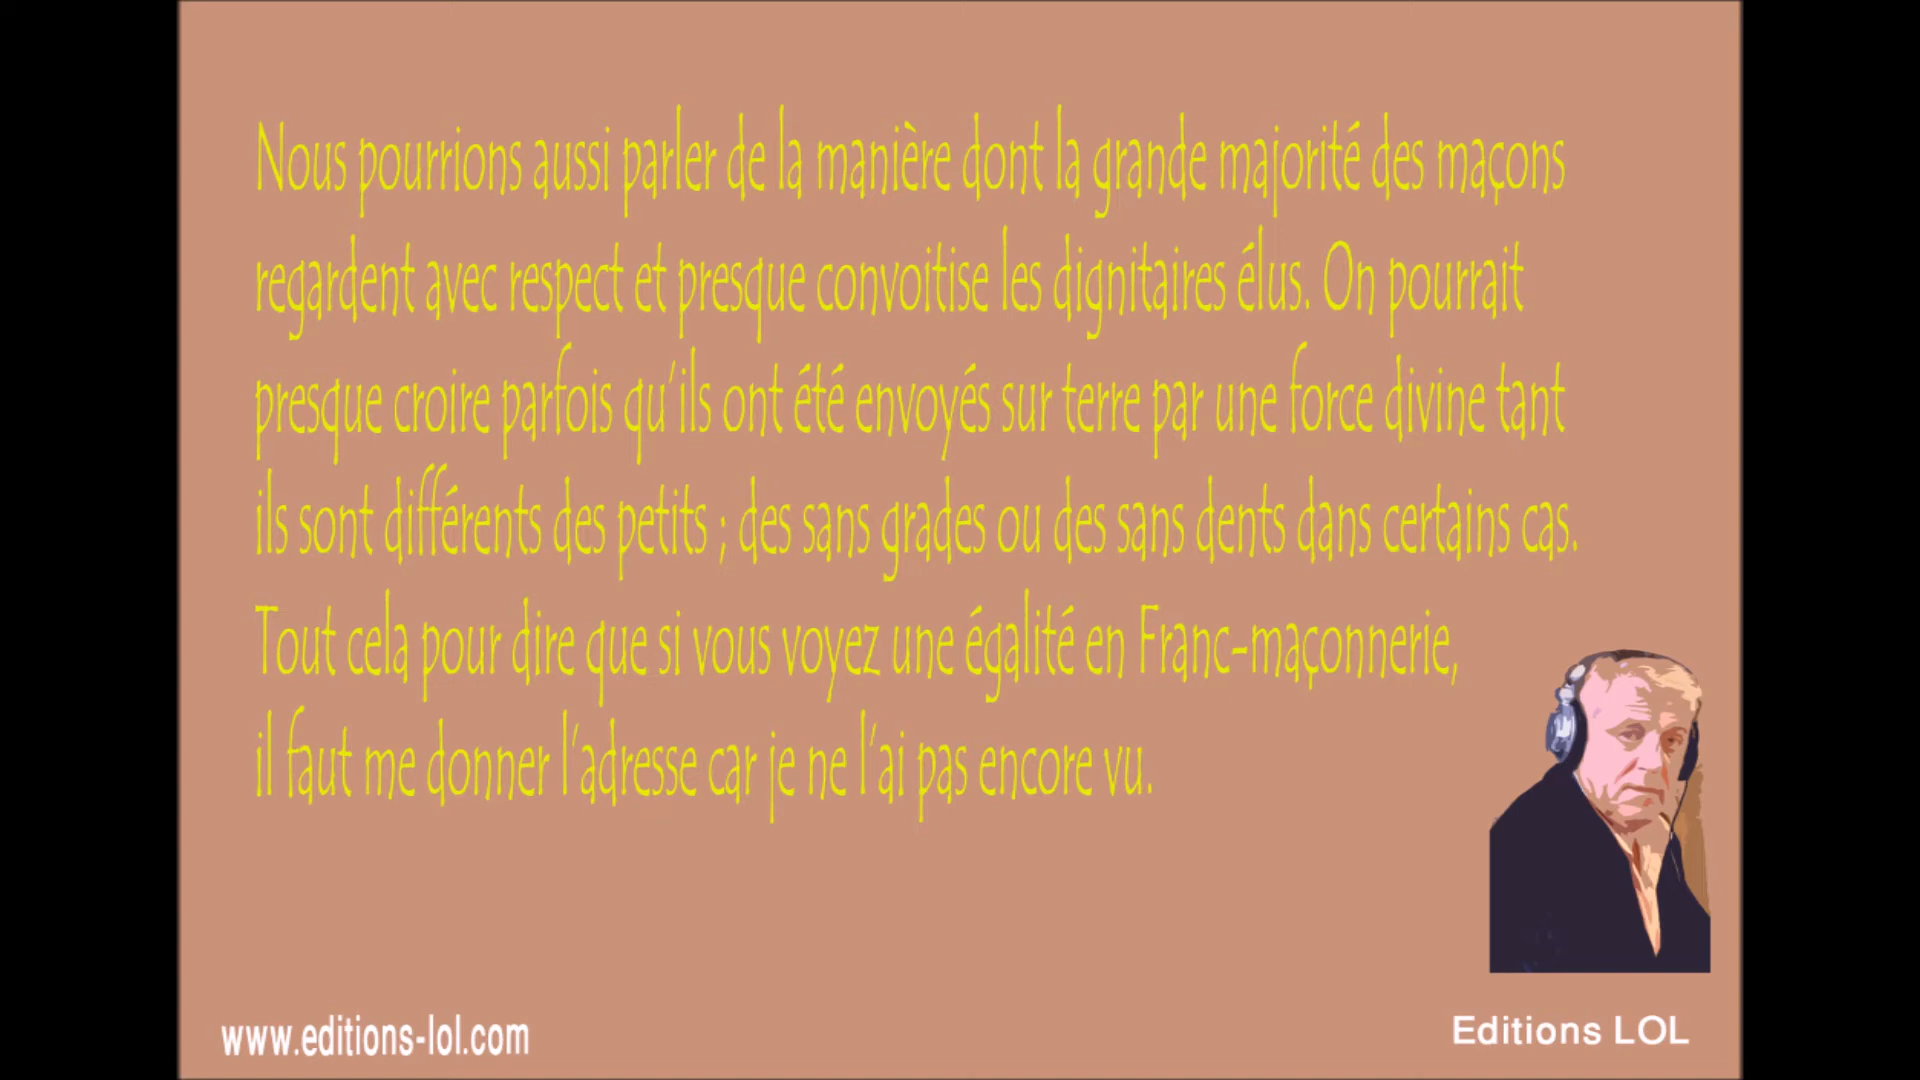 Nous pourrions aussi parler de la manière dont la grande majorité des maçons
regardent avec respect et presque convoitise les dignitaires élus. On pourrait
presque croire parfois qu'ils ont été envoyés sur terre par une force divine tant
ils sont différents des petits ; des sans grades ou des sans dents dans certains cas.
Tout cela pour dire que si vous voyez une égalité en Franc-maçonnerie,
il faut me donner l'adresse car je ne l'ai pas encore vu.
www.editions-lol.com
Editions LOL